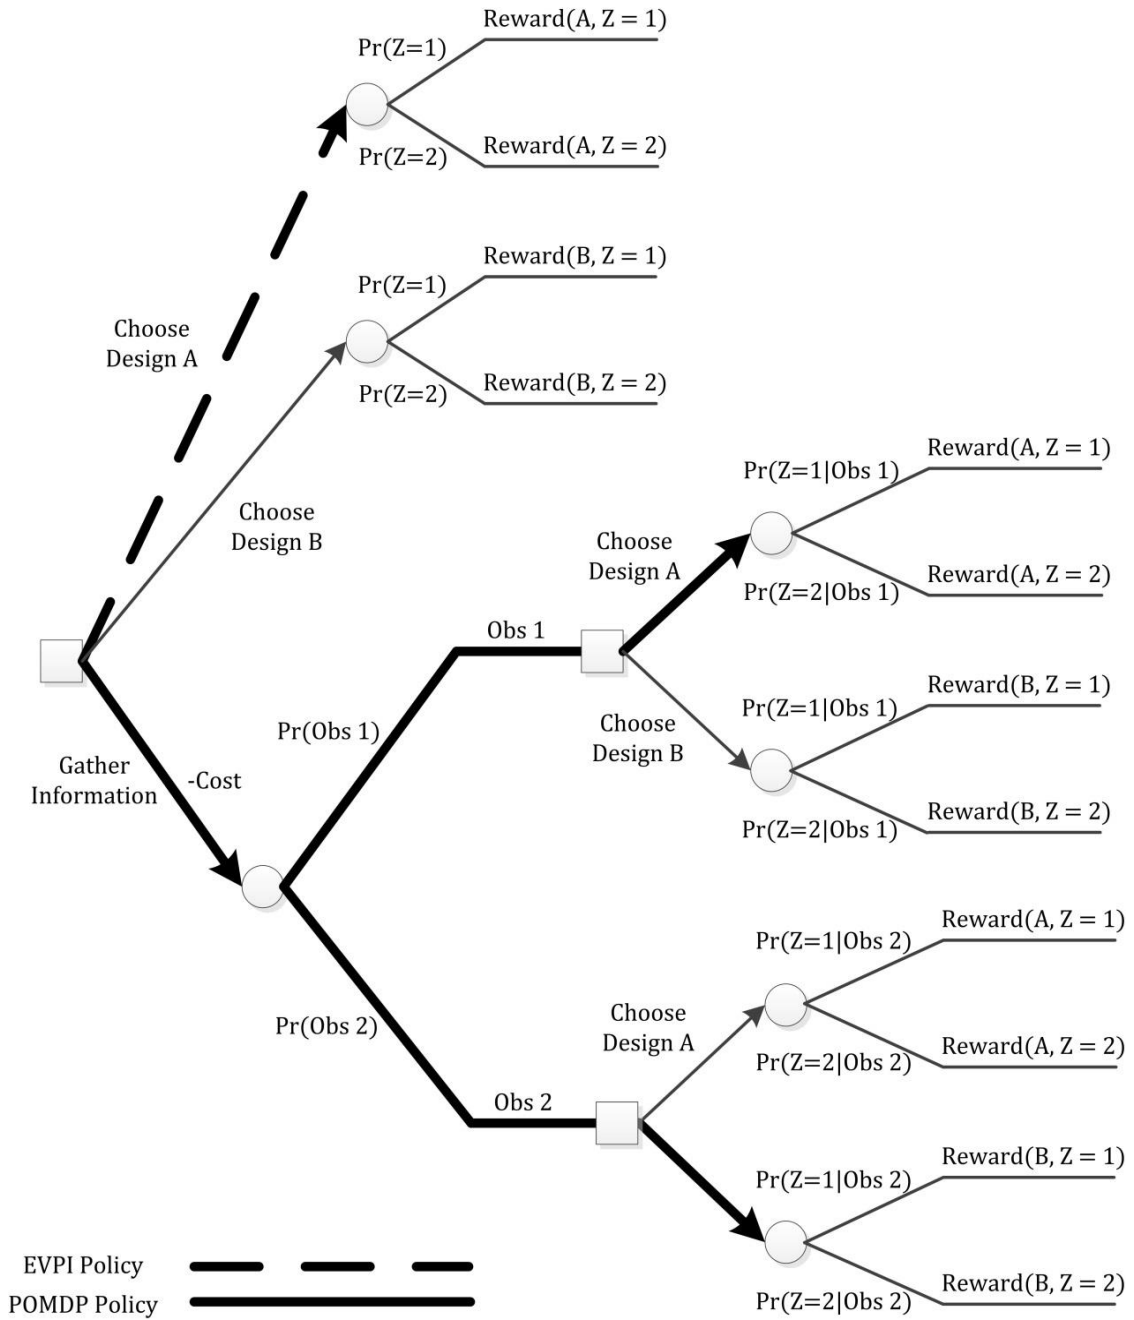 Reward(A, Z = 1)
Pr(Z=1)
Reward(A, Z = 2)
Pr(Z=2)
Reward(B, Z = 1)
Pr(Z=1)
Choose
Design A
Reward(B, Z = 2)
Pr(Z=2)
Choose
Design B
Reward(A, Z = 1)
Pr(Z=1|Obs 1)
Choose
Design A
Reward(A, Z = 2)
Pr(Z=2|Obs 1)
Obs 1
Reward(B, Z = 1)
Pr(Z=1|Obs 1)
Pr(Obs 1)
Choose
Design B
Gather
Information
-Cost
Reward(B, Z = 2)
Pr(Z=2|Obs 1)
Reward(A, Z = 1)
Pr(Z=1|Obs 2)
Pr(Obs 2)
Choose
Design A
Reward(A, Z = 2)
Pr(Z=2|Obs 2)
Obs 2
Reward(B, Z = 1)
Pr(Z=1|Obs 2)
Reward(B, Z = 2)
Pr(Z=2|Obs 2)
EVPI Policy
POMDP Policy